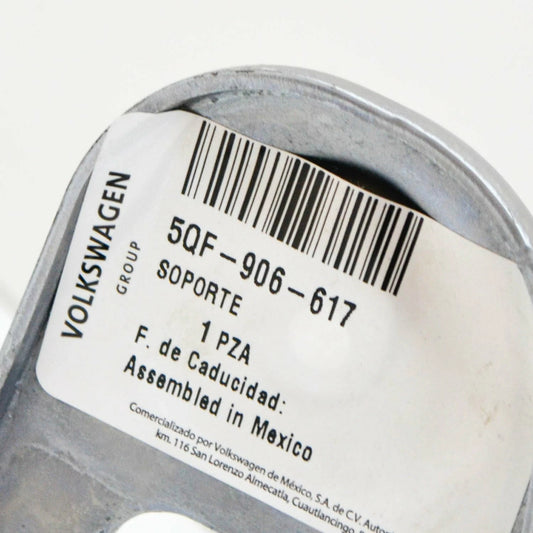 VOLKSWAGEN
GROUP
5QF-906-617
SOPORTE
1 PZA
F. de Caducidad:
Assembled in Mexico
Comercializado por Volkswagen de México, S.A. de C.V. Autop
km. 116 San Lorenzo Almecatla, Cuautlancingo,